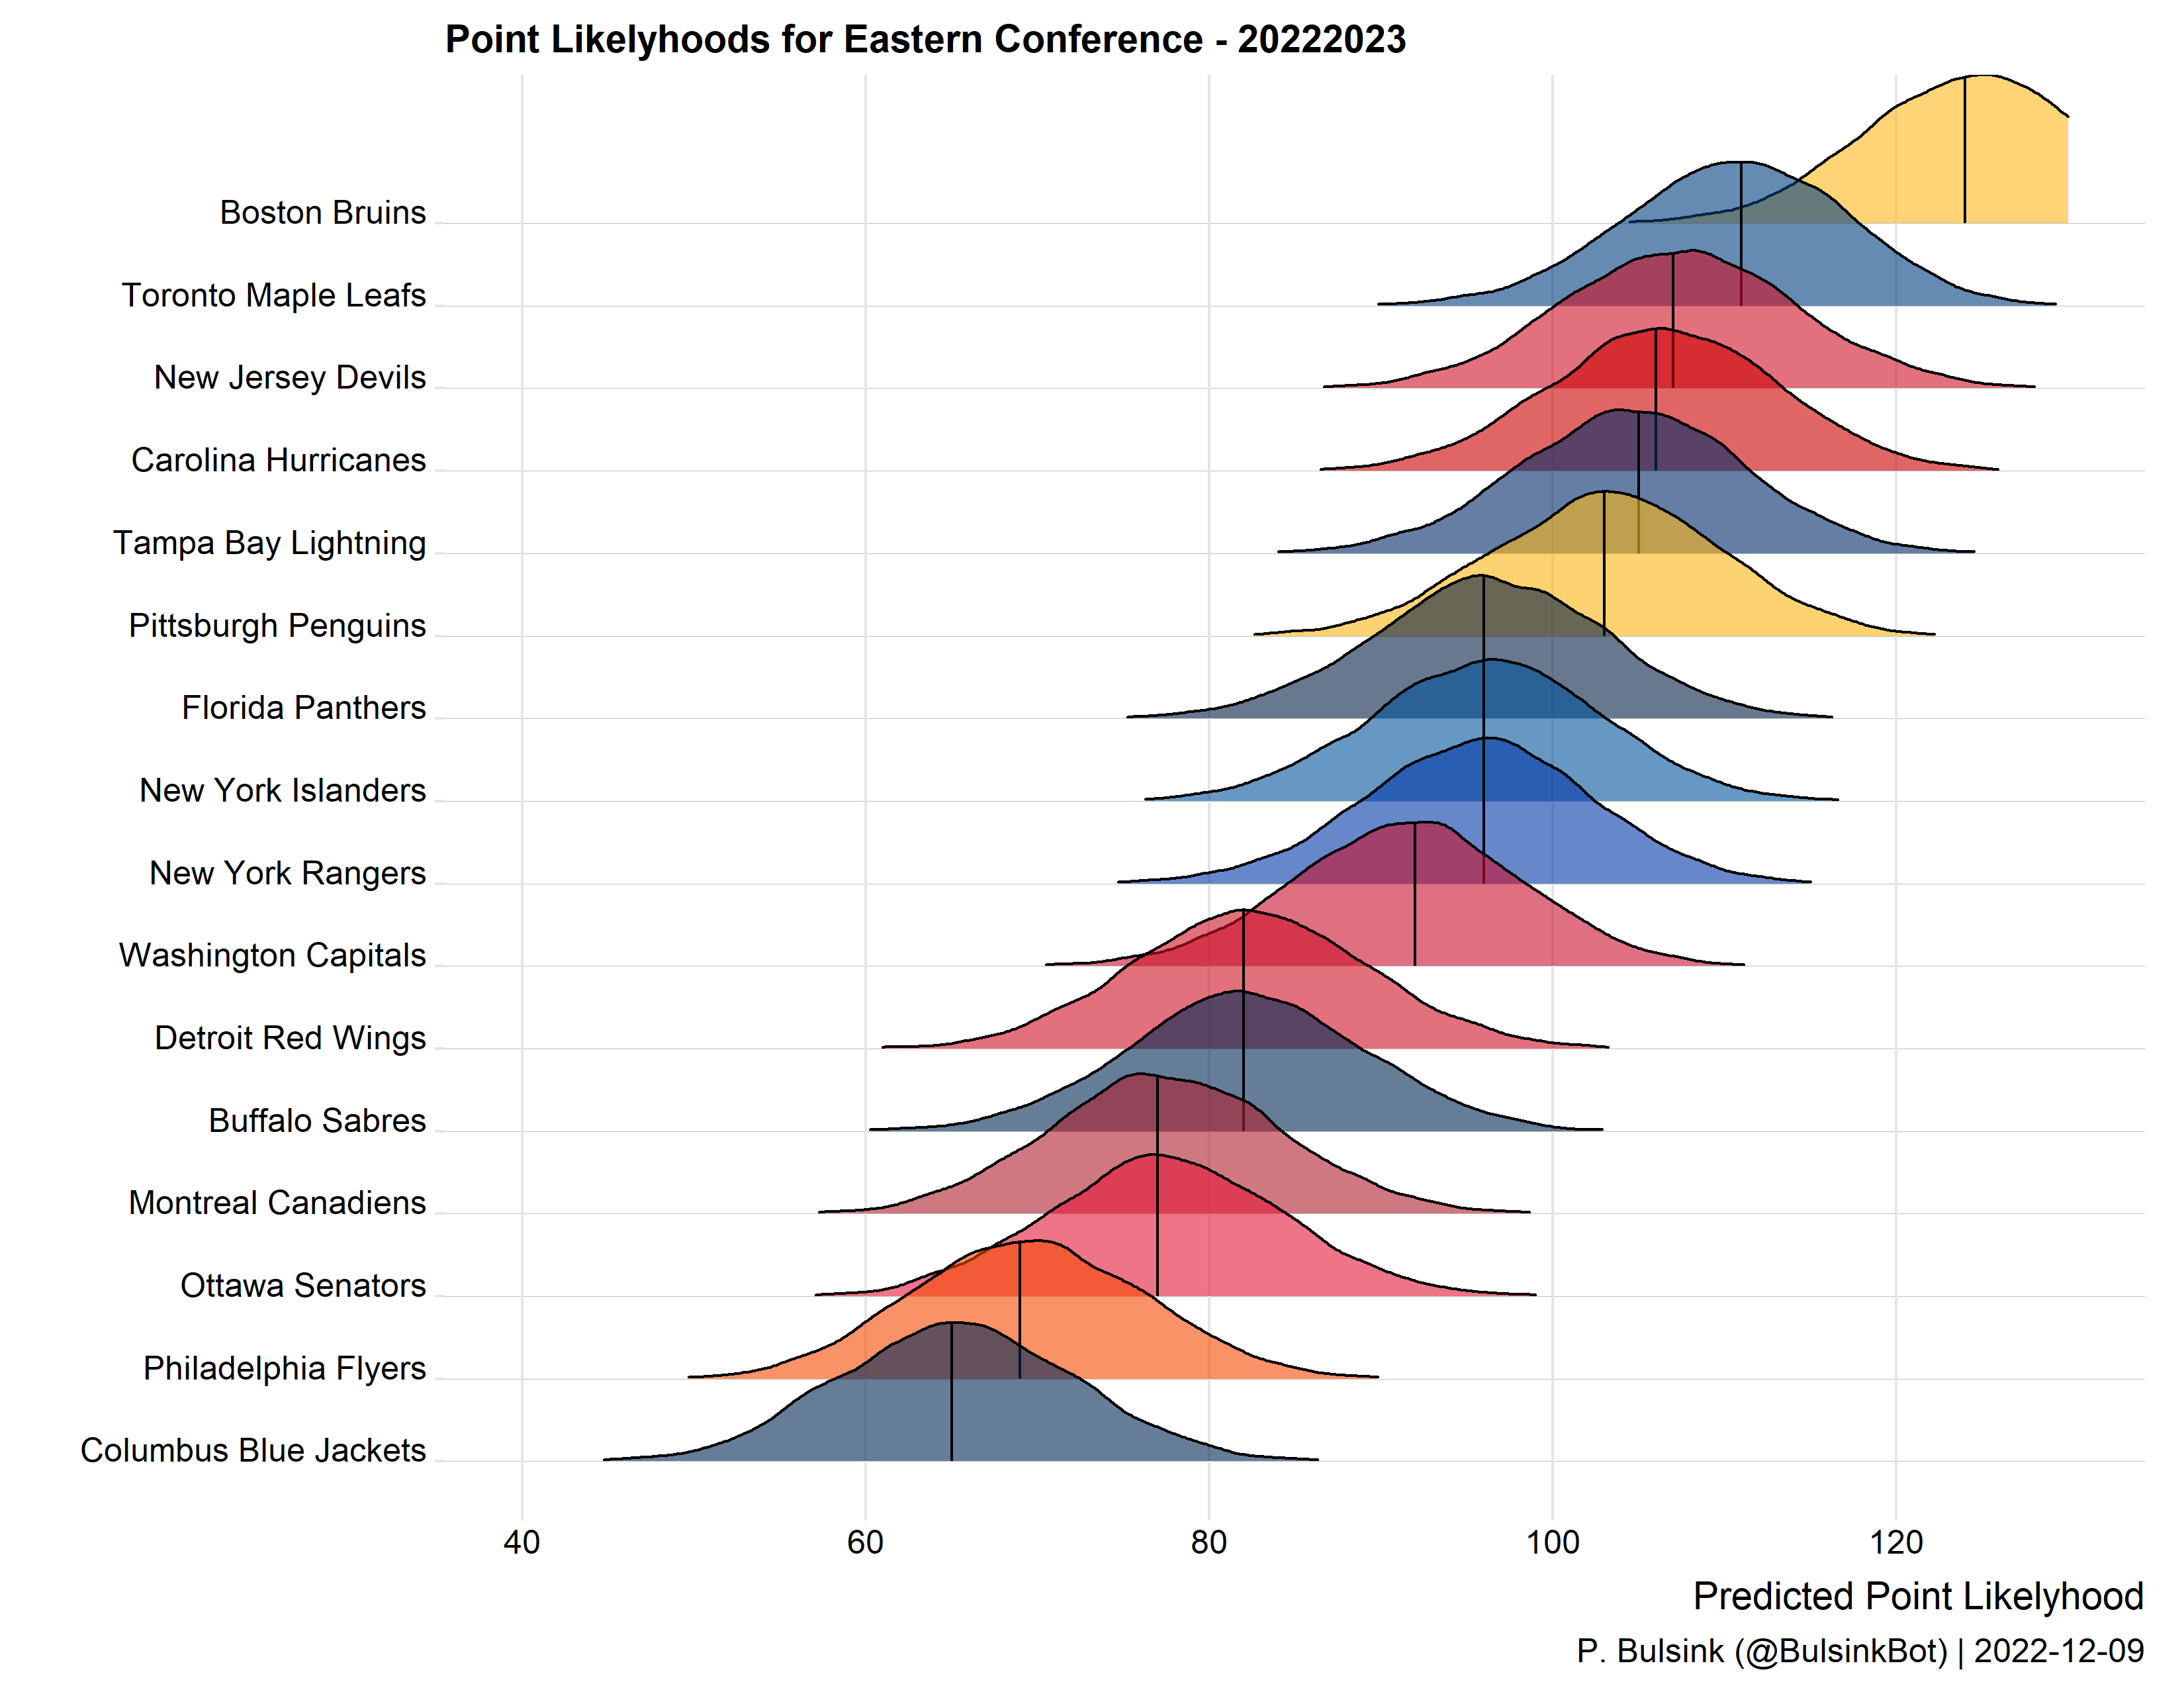 Point Likelyhoods for Eastern Conference - 20222023
Boston Bruins
Toronto Maple Leafs
New Jersey Devils
Carolina Hurricanes
Tampa Bay Lightning
Pittsburgh Penguins
Florida Panthers
New York Islanders
New York Rangers
Washington Capitals
Detroit Red Wings
Buffalo Sabres
Montreal Canadiens
Ottawa Senators
Philadelphia Flyers
Columbus Blue Jackets
40 60 80 100 120
Predicted Point Likelyhood
P. Bulsink (@BulsinkBot) | 2022-12-09